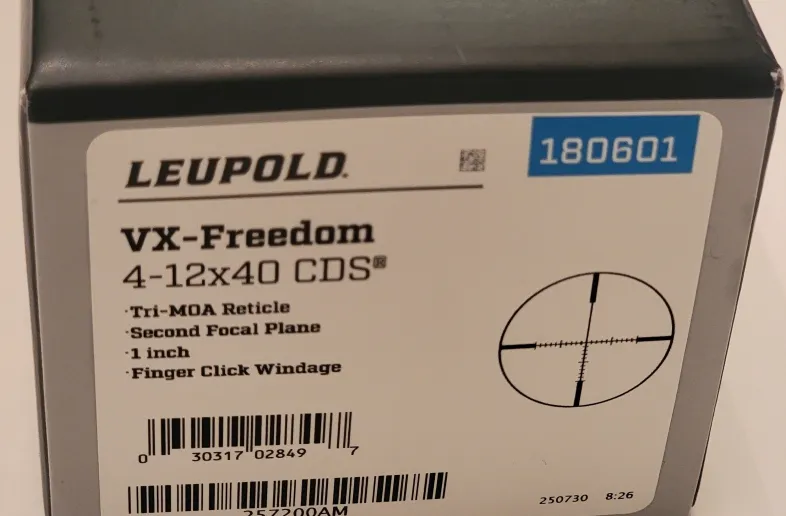 LEUPOLD.
180601
VX-Freedom
4-12x40 CDS®
·Tri-MOA Reticle
·Second Focal Plane
·1 inch
·Finger Click Windage
0 30317 02849 7
257200AM
250730 8:26